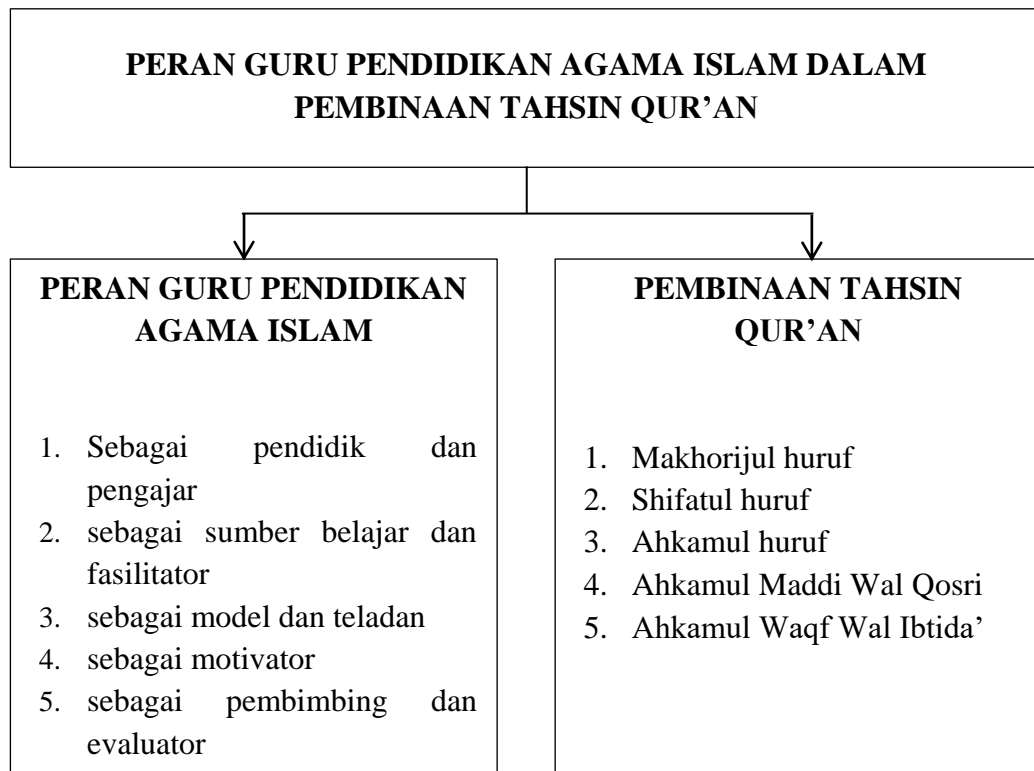 PERAN GURU PENDIDIKAN AGAMA ISLAM DALAM
PEMBINAAN TAHSIN QUR’AN
PERAN GURU PENDIDIKAN
AGAMA ISLAM
1. Sebagai pendidik dan
pengajar
2. sebagai sumber belajar dan
fasilitator
3. sebagai model dan teladan
4. sebagai motivator
5. sebagai pembimbing dan
evaluator
PEMBINAAN TAHSIN
QUR’AN
1. Makhorijul huruf
2. Shifatul huruf
3. Ahkamul huruf
4. Ahkamul Maddi Wal Qosri
5. Ahkamul Waqf Wal Ibtida’